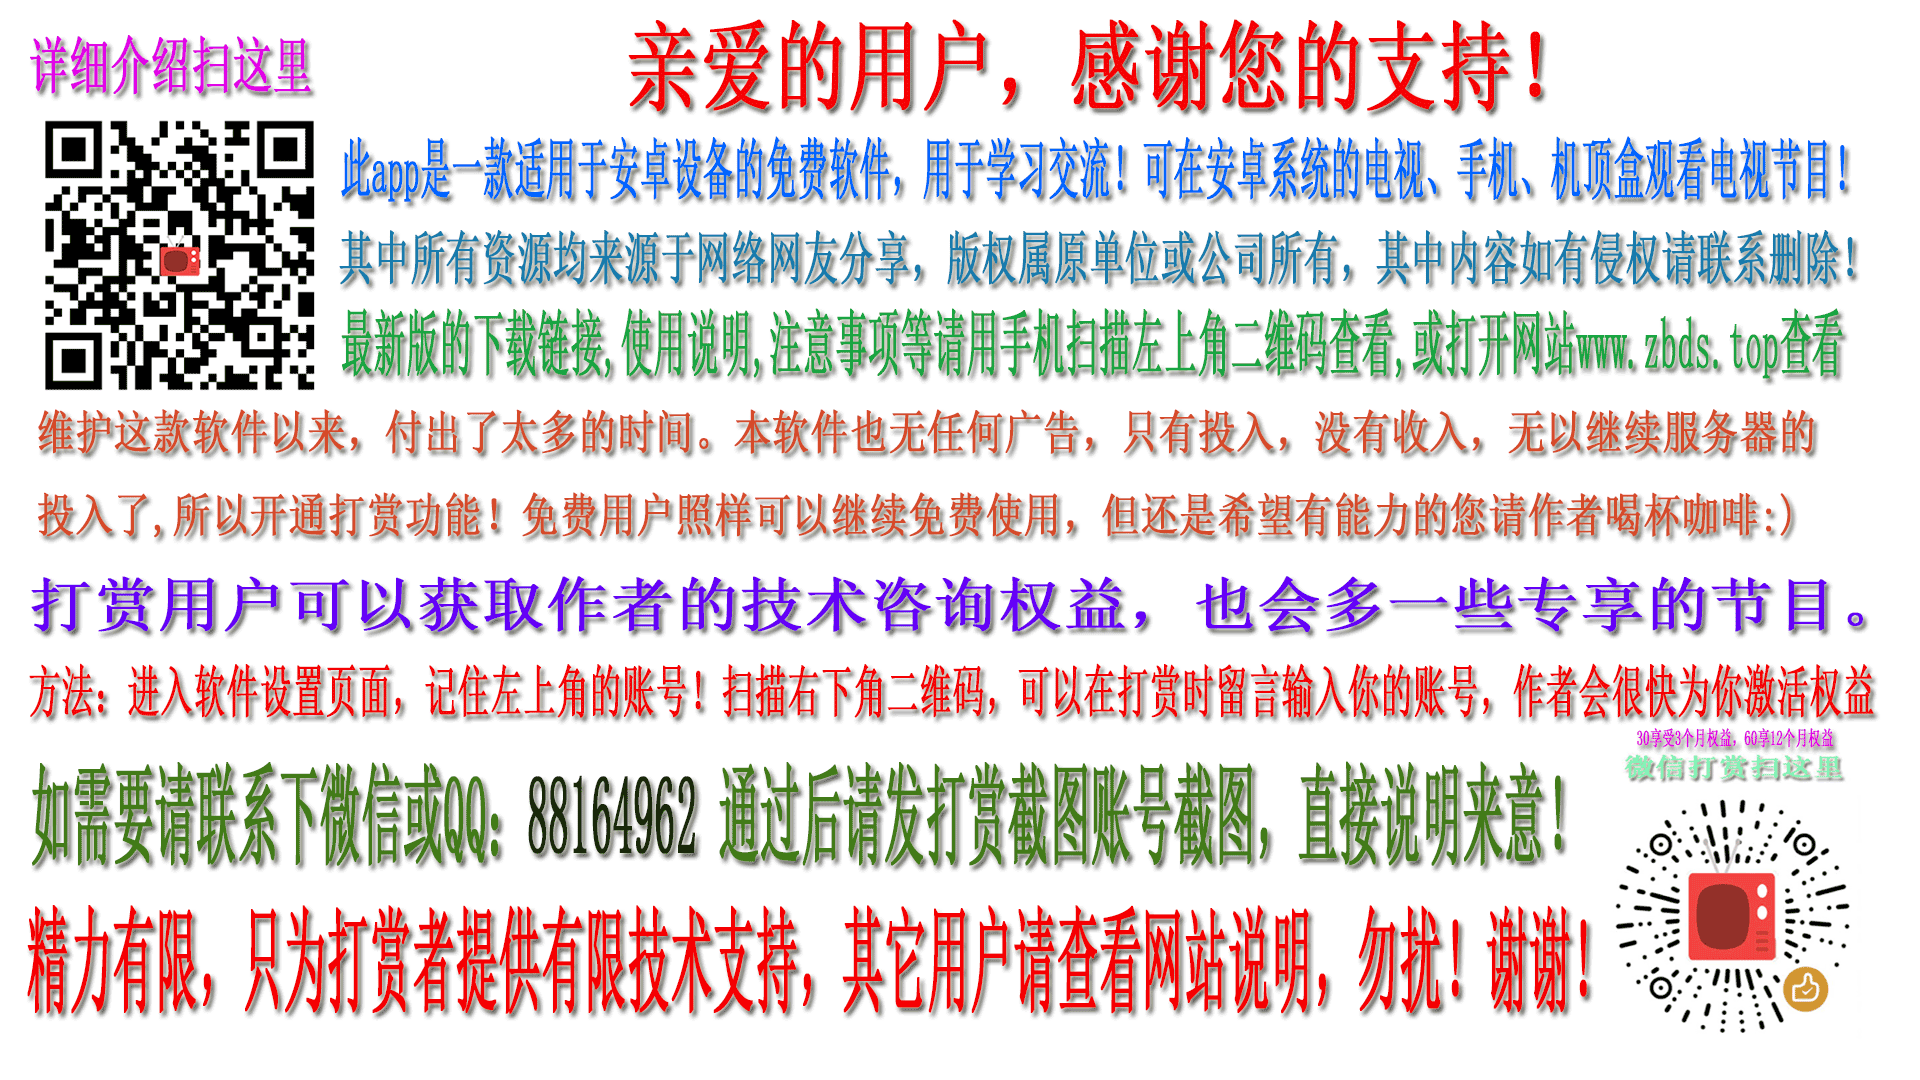 详细介绍扫这里
亲爱的用户，感谢您的支持！
此app是一款适用于安卓设备的免费软件，用于学习交流！可在安卓系统的电视、手机、机顶盒观看电视节目！
其中所有资源均来源于网络网友分享，版权属原单位或公司所有，其中内容如有侵权请联系删除！
最新版的下载链接,使用说明,注意事项等请用手机扫描左上角二维码查看,或打开网站www.zbds.top查看
维护这款软件以来，付出了太多的时间。本软件也无任何广告，只有投入，没有收入，无以继续服务器的
投入了,所以开通打赏功能！免费用户照样可以继续免费使用，但还是希望有能力的您请作者喝杯咖啡:)
打赏用户可以获取作者的技术咨询权益，也会多一些专享的节目。
方法：进入软件设置页面，记住左上角的账号！扫描右下角二维码，可以在打赏时留言输入你的账号，作者会很快为你激活权益
30享受3个月权益，60享12个月权益
微信打赏扫这里
如需要请联系下微信或QQ：88164962 通过后请发打赏截图账号截图，直接说明来意！
精力有限，只为打赏者提供有限技术支持，其它用户请查看网站说明，勿扰！谢谢！